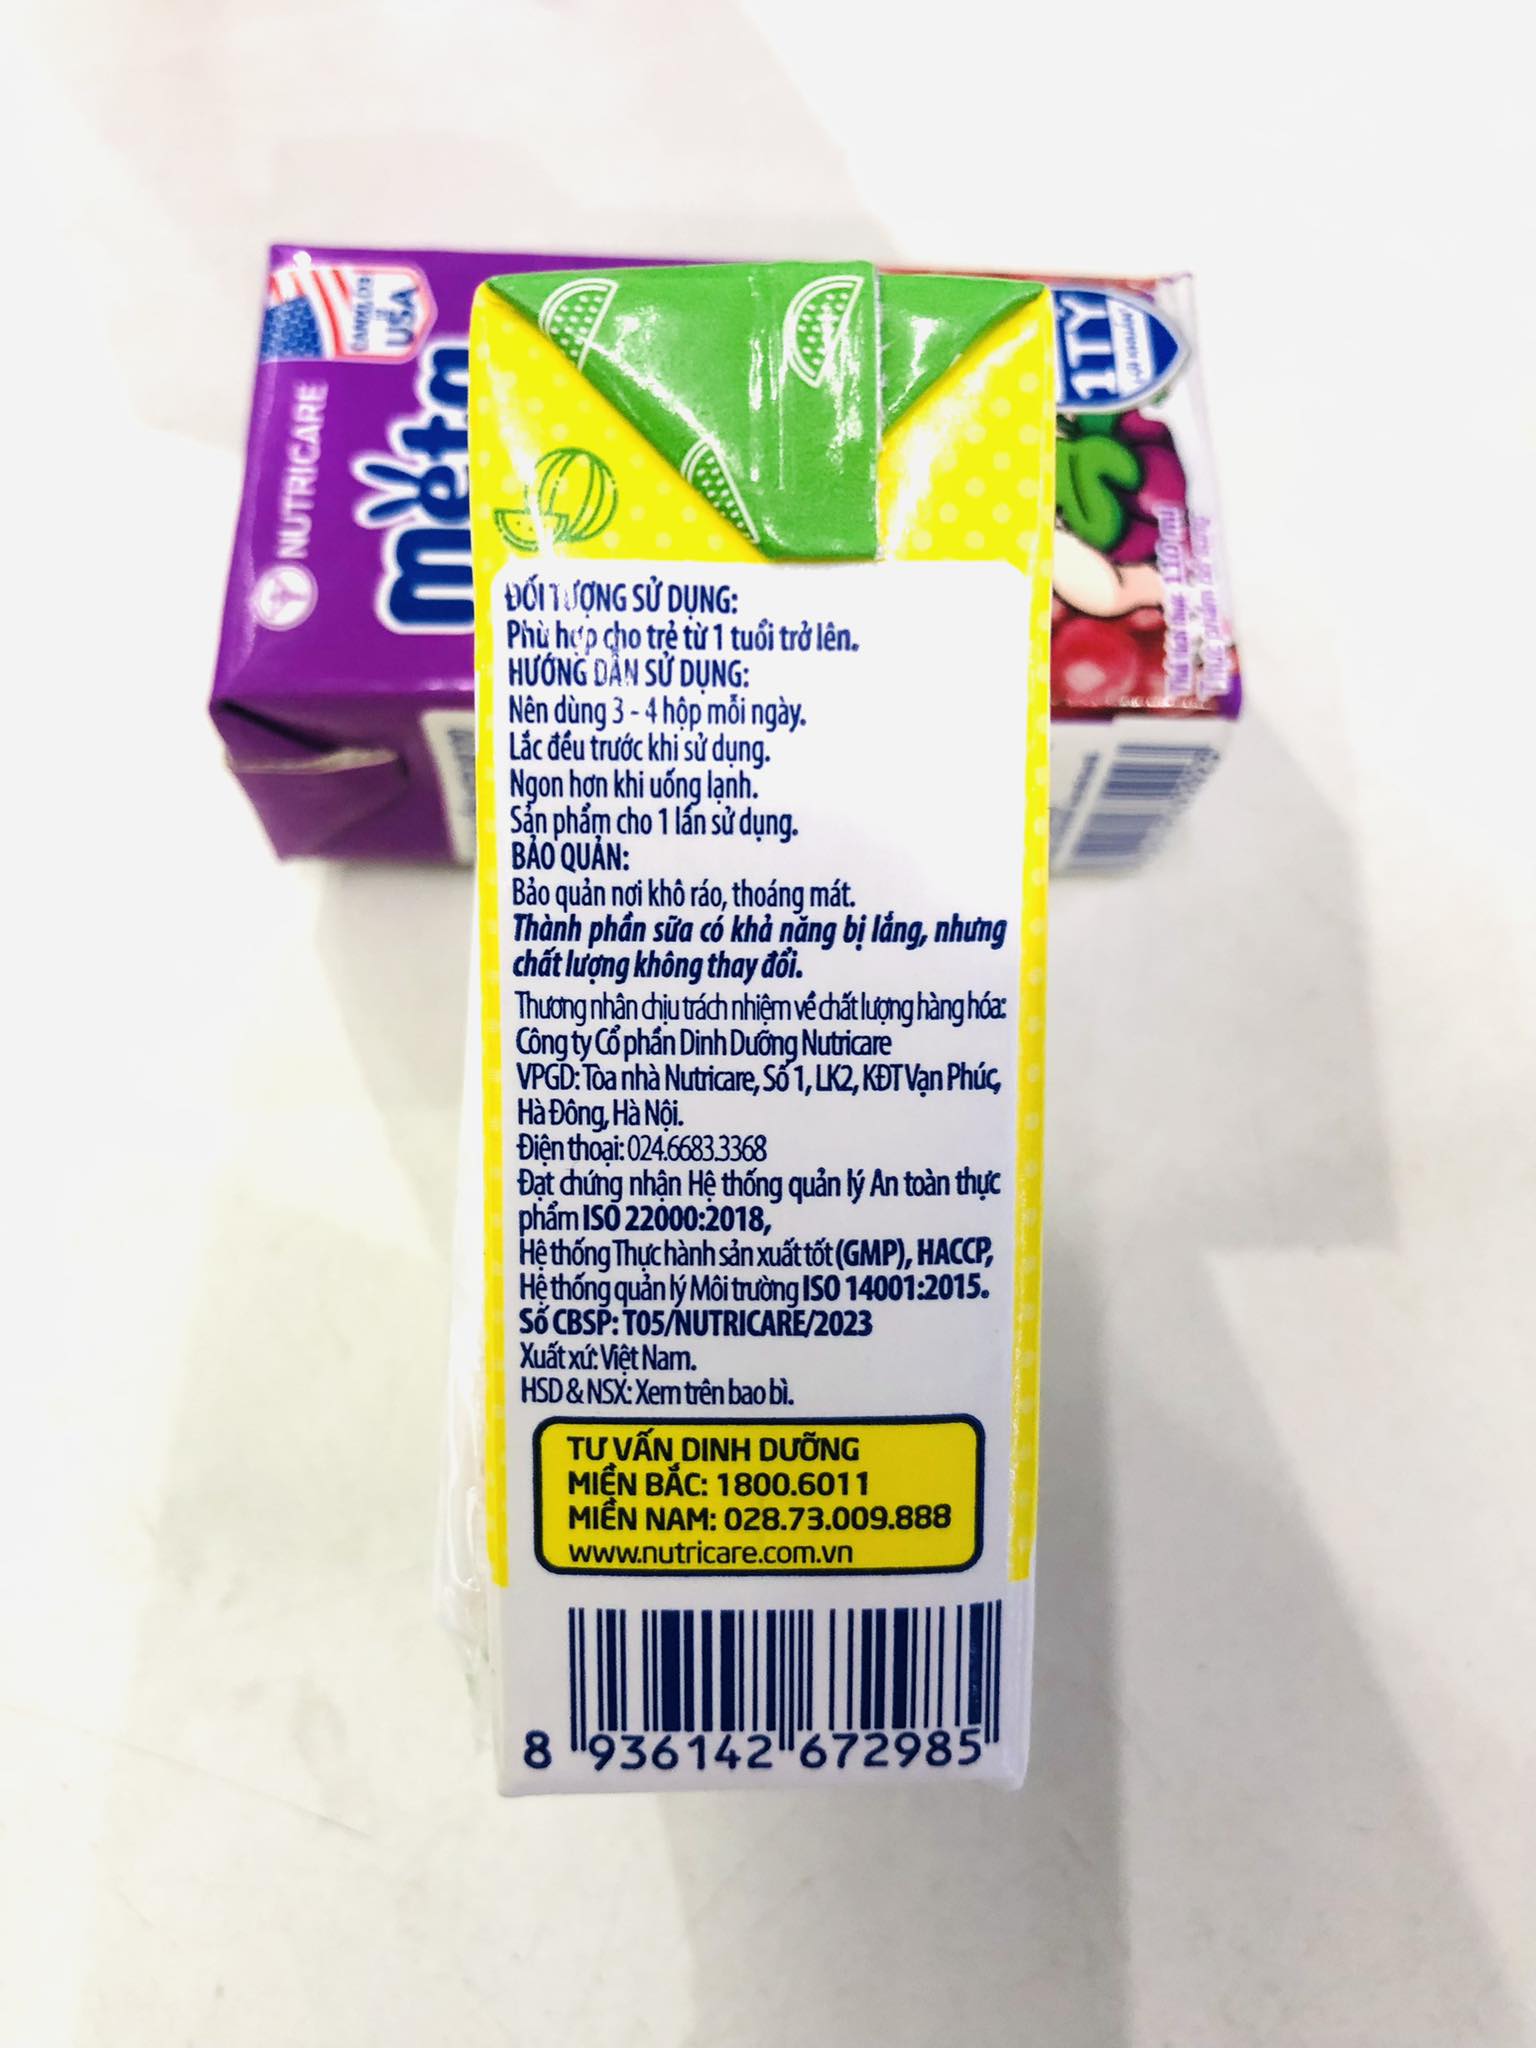 NUTRICARE
USA
1 TỶ
110 ml
ĐỐI TƯỢNG SỬ DỤNG:
Phù hợp cho trẻ từ 1 tuổi trở lên.
HƯỚNG DẪN SỬ DỤNG:
Nên dùng 3 - 4 hộp mỗi ngày.
Lắc đều trước khi sử dụng.
Ngon hơn khi uống lạnh.
Sản phẩm cho 1 lần sử dụng.
BẢO QUẢN:
Bảo quản nơi khô ráo, thoáng mát.
Thành phần sữa có khả năng bị lắng, nhưng
chất lượng không thay đổi.
Thương nhân chịu trách nhiệm về chất lượng hàng hóa:
Công ty Cổ phần Dinh Dưỡng Nutricare
VPGD: Tòa nhà Nutricare, Số 1, LK2, KĐT Vạn Phúc,
Hà Đông, Hà Nội.
Điện thoại: 024.6683.3368
Đạt chứng nhận Hệ thống quản lý An toàn thực
phẩm ISO 22000:2018,
Hệ thống Thực hành sản xuất tốt (GMP), HACCP,
Hệ thống quản lý Môi trường ISO 14001:2015.
Số CBSP: T05/NUTRICARE/2023
Xuất xứ: Việt Nam.
HSD & NSX: Xem trên bao bì.
TƯ VẤN DINH DƯỠNG
MIỀN BẮC: 1800.6011
MIỀN NAM: 028.73.009.888
www.nutricare.com.vn
8 936142 672985